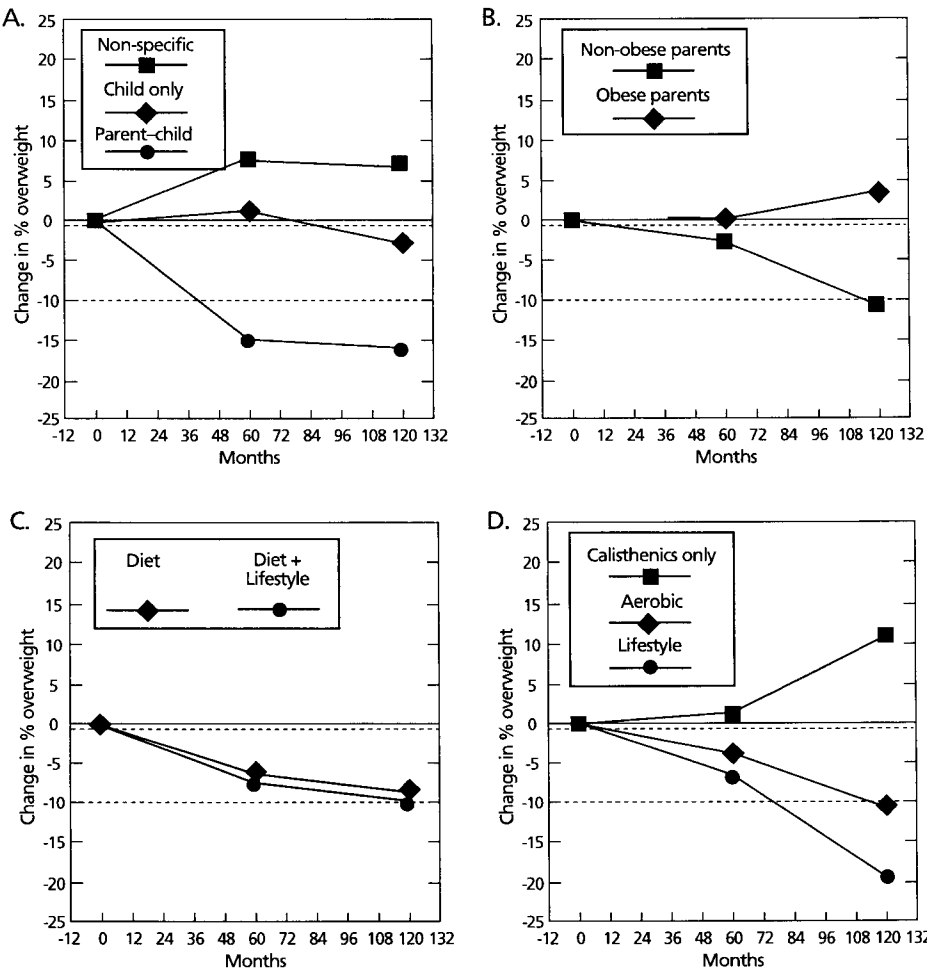 A.
25
20
15
10
5
0
-5
-10
-15
-20
-25
Change in % overweight
Non-specific
Child only
Parent–child
-12 0 12 24 36 48 60 72 84 96 108 120 132
Months
B.
25
20
15
10
5
0
-5
-10
-15
-20
-25
Change in % overweight
Non-obese parents
Obese parents
-12 0 12 24 36 48 60 72 84 96 108 120 132
Months
C.
25
20
15
10
5
0
-5
-10
-15
-20
-25
Change in % overweight
Diet
Diet +
Lifestyle
-12 0 12 24 36 48 60 72 84 96 108 120 132
Months
D.
25
20
15
10
5
0
-5
-10
-15
-20
-25
Change in % overweight
Calisthenics only
Aerobic
Lifestyle
-12 0 12 24 36 48 60 72 84 96 108 120 132
Months